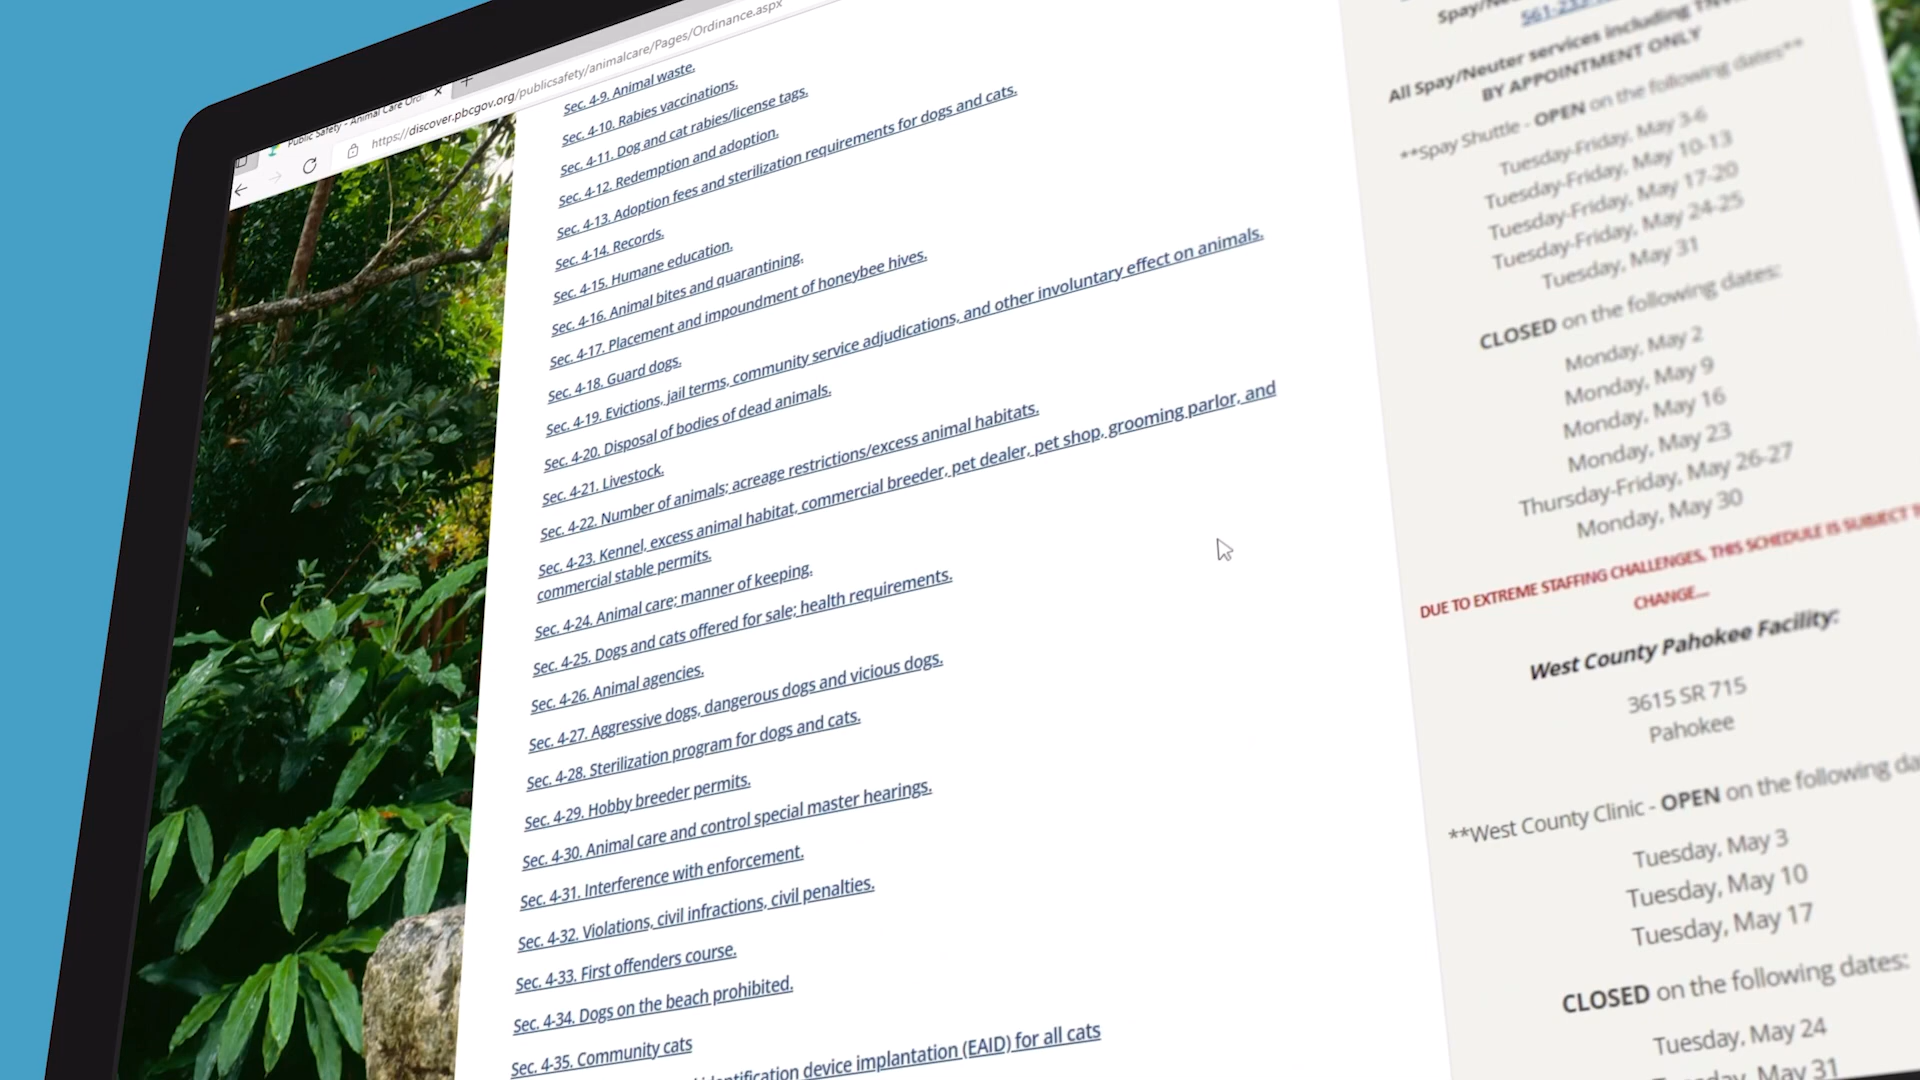 Public Safety - Animal Care Ord
https://discover.pbcgov.org/publicsafety/animalcare/Pages/Ordinance.aspx
Sec. 4-9. Animal waste.
Sec. 4-10. Rabies vaccinations.
Sec. 4-11. Dog and cat rabies/license tags.
Sec. 4-12. Redemption and adoption.
Sec. 4-13. Adoption fees and sterilization requirements for dogs and cats.
Sec. 4-14. Records.
Sec. 4-15. Humane education.
Sec. 4-16. Animal bites and quarantining.
Sec. 4-17. Placement and impoundment of honeybee hives.
Sec. 4-18. Guard dogs.
Sec. 4-19. Evictions, jail terms, community service adjudications, and other involuntary effect on animals.
Sec. 4-20. Disposal of bodies of dead animals.
Sec. 4-21. Livestock.
Sec. 4-22. Number of animals; acreage restrictions/excess animal habitats.
Sec. 4-23. Kennel, excess animal habitat, commercial breeder, pet dealer, pet shop, grooming parlor, and
commercial stable permits.
Sec. 4-24. Animal care; manner of keeping.
Sec. 4-25. Dogs and cats offered for sale; health requirements.
Sec. 4-26. Animal agencies.
Sec. 4-27. Aggressive dogs, dangerous dogs and vicious dogs.
Sec. 4-28. Sterilization program for dogs and cats.
Sec. 4-29. Hobby breeder permits.
Sec. 4-30. Animal care and control special master hearings.
Sec. 4-31. Interference with enforcement.
Sec. 4-32. Violations, civil infractions, civil penalties.
Sec. 4-33. First offenders course.
Sec. 4-34. Dogs on the beach prohibited.
Sec. 4-35. Community cats
identification device implantation (EAID) for all cats
561-233-
All Spay/Neuter services including
BY APPOINTMENT ONLY
**Spay Shuttle - OPEN on the following dates**
Tuesday-Friday, May 3-6
Tuesday-Friday, May 10-13
Tuesday-Friday, May 17-20
Tuesday-Friday, May 24-25
Tuesday, May 31
CLOSED on the following dates:
Monday, May 2
Monday, May 9
Monday, May 16
Monday, May 23
Thursday-Friday, May 26-27
Monday, May 30
DUE TO EXTREME STAFFING CHALLENGES, THIS SCHEDULE IS SUBJECT
CHANGE....
West County Pahokee Facility:
3615 SR 715
Pahokee
**West County Clinic - OPEN on the following da
Tuesday, May 3
Tuesday, May 10
Tuesday, May 17
CLOSED on the following dates:
Tuesday, May 24
May 31